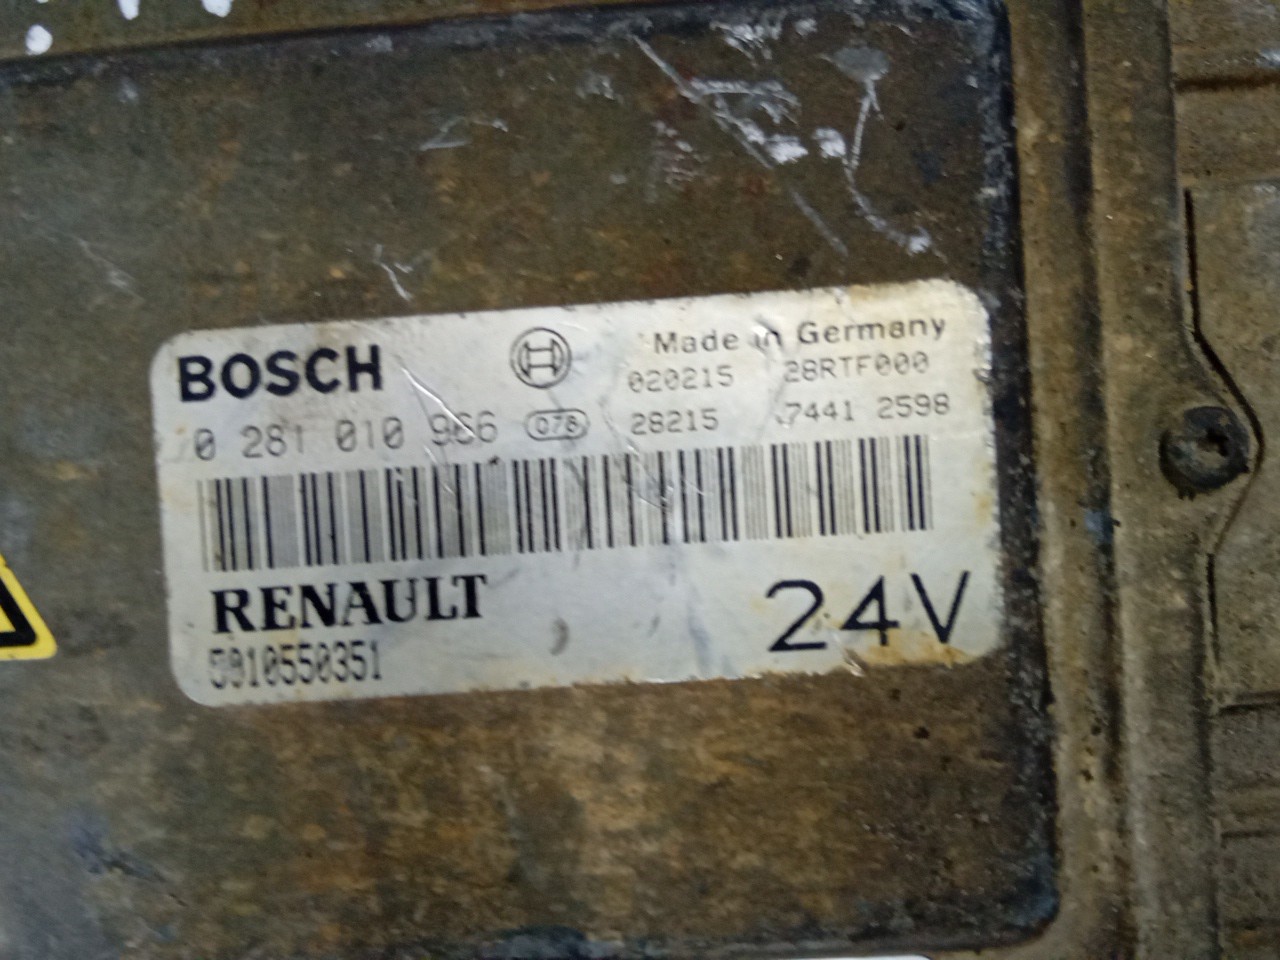 BOSCH
Made in Germany
020215 28RTF000
0 281 010 966 078 28215 7441 2598
RENAULT
5010550351
24V